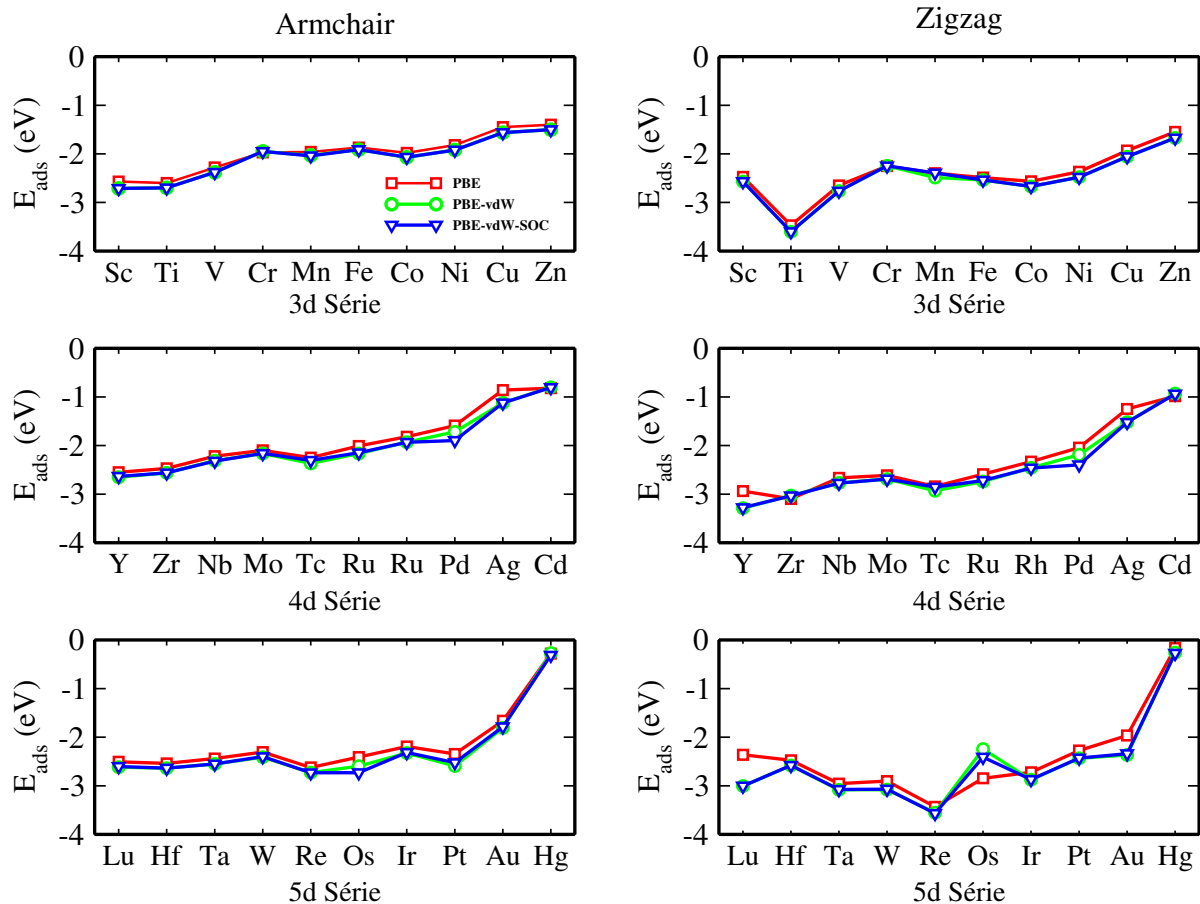 Armchair
Zigzag
0
-1
-2
-3
-4
E_ads (eV)
PBE
PBE-vdW
PBE-vdW-SOC
Sc Ti V Cr Mn Fe Co Ni Cu Zn
3d Série
0
-1
-2
-3
-4
E_ads (eV)
Sc Ti V Cr Mn Fe Co Ni Cu Zn
3d Série
0
-1
-2
-3
-4
E_ads (eV)
Y Zr Nb Mo Tc Ru Ru Pd Ag Cd
4d Série
0
-1
-2
-3
-4
E_ads (eV)
Y Zr Nb Mo Tc Ru Rh Pd Ag Cd
4d Série
0
-1
-2
-3
-4
E_ads (eV)
Lu Hf Ta W Re Os Ir Pt Au Hg
5d Série
0
-1
-2
-3
-4
E_ads (eV)
Lu Hf Ta W Re Os Ir Pt Au Hg
5d Série